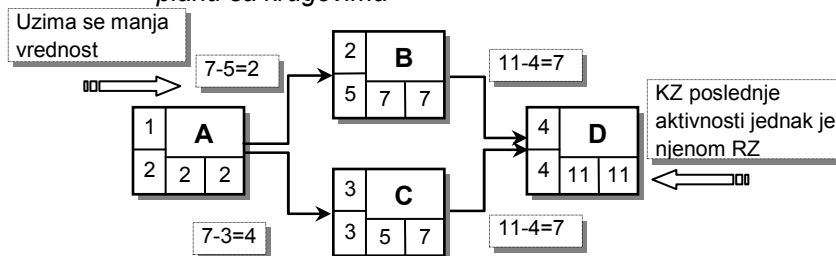 planu sa krugovima
Uzima se manja
vrednost
7-5=2
2
B
5
7
7
11-4=7
1
A
2
2
2
4
D
4
11
11
KZ poslednje
aktivnosti jednak je
njenom RZ
3
C
3
5
7
7-3=4
11-4=7